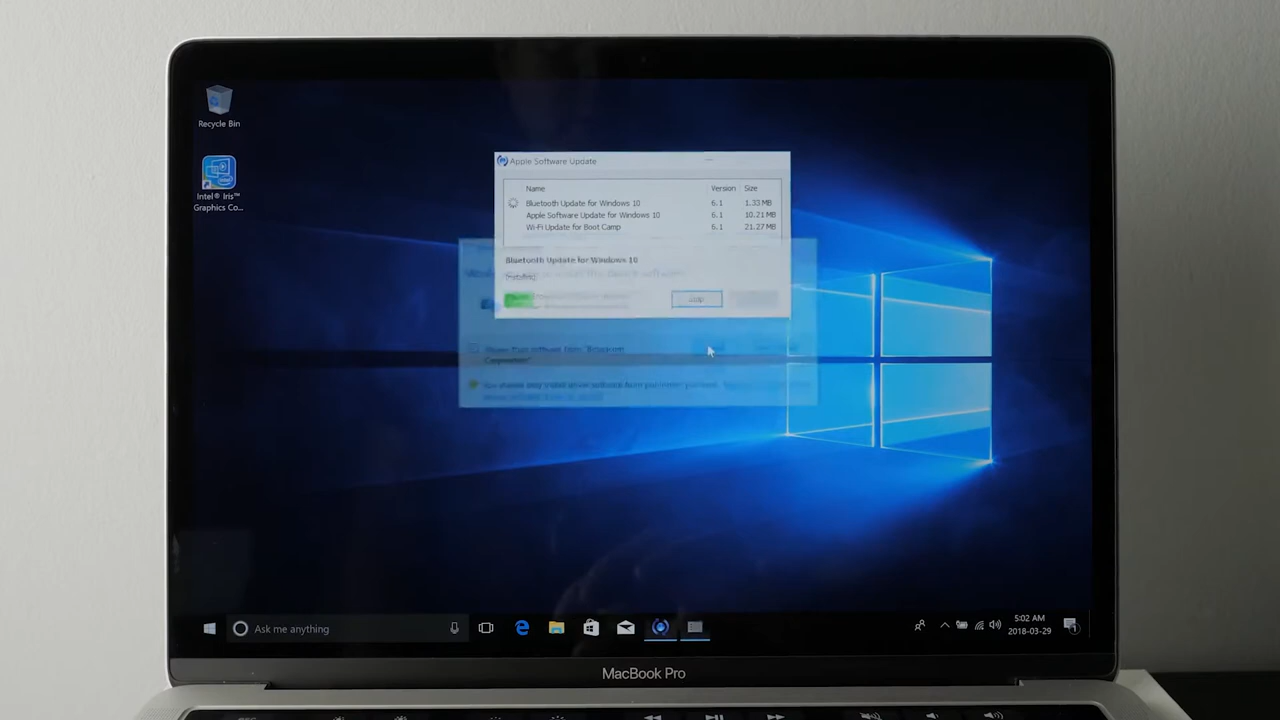 Recycle Bin
Intel® Iris™
Graphics Co...
Apple Software Update
Name Version Size
Bluetooth Update for Windows 10 6.1 1.33 MB
Apple Software Update for Windows 10 6.1 10.21 MB
Wi-Fi Update for Boot Camp 6.1 21.27 MB
Bluetooth Update for Windows 10
Installing
Stop
Ask me anything
5:02 AM
2018-03-29
MacBook Pro